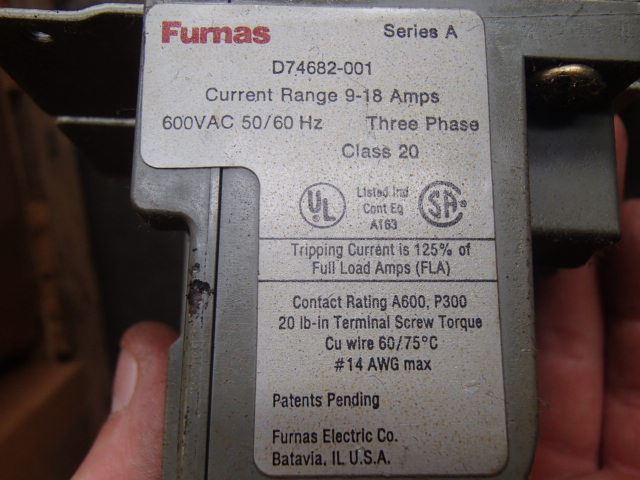 Furnas Series A
D74682-001
Current Range 9-18 Amps
600VAC 50/60 Hz Three Phase
Class 20
UL Listed Ind SA
Cont Eq
A163
Tripping Current is 125% of
Full Load Amps (FLA)
Contact Rating A600, P300
20 lb-in Terminal Screw Torque
Cu wire 60/75°C
#14 AWG max
Patents Pending
Furnas Electric Co.
Batavia, IL U.S.A.